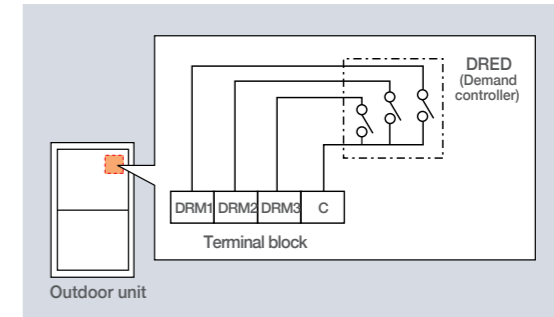 DRED
(Demand
controller)
DRM1 DRM2 DRM3 C
Terminal block
Outdoor unit